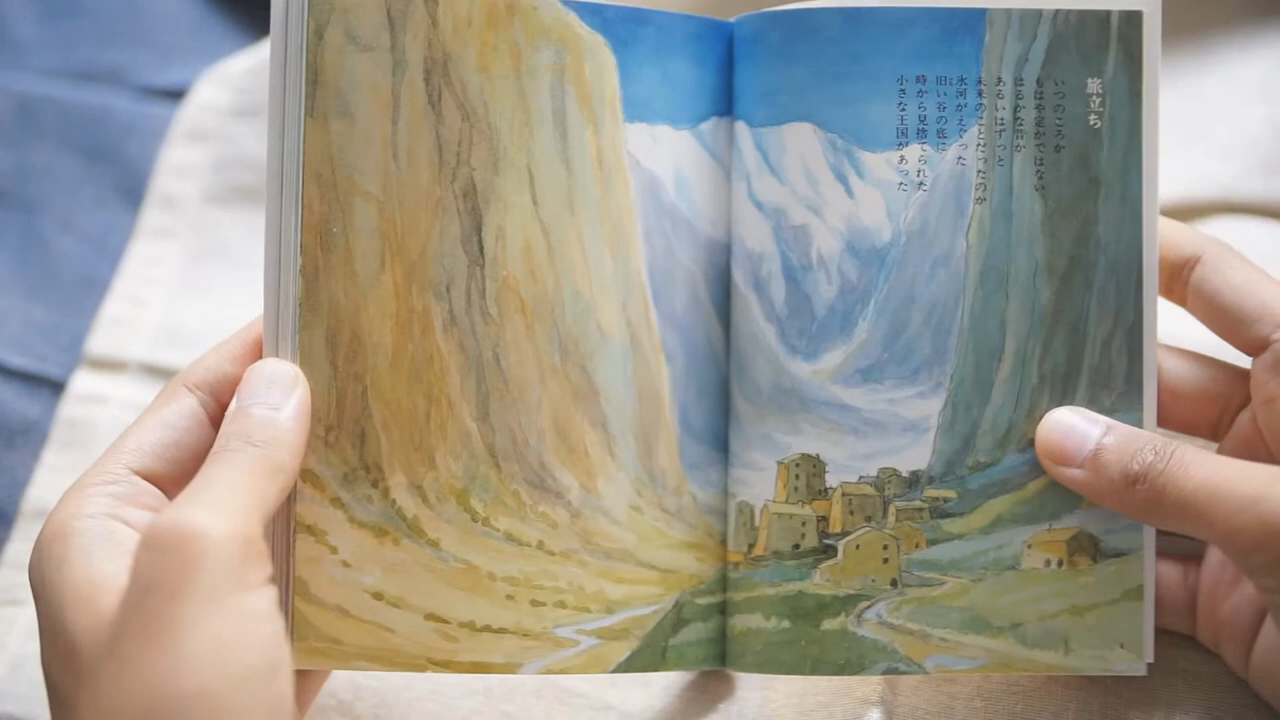 旅立ち
いつのころか
もはや定かではない
はるかな昔か
あるいはずっと
未来のことだったのか
氷河がえぐった
旧い谷の底に
時から見捨てられた
小さな王国があった